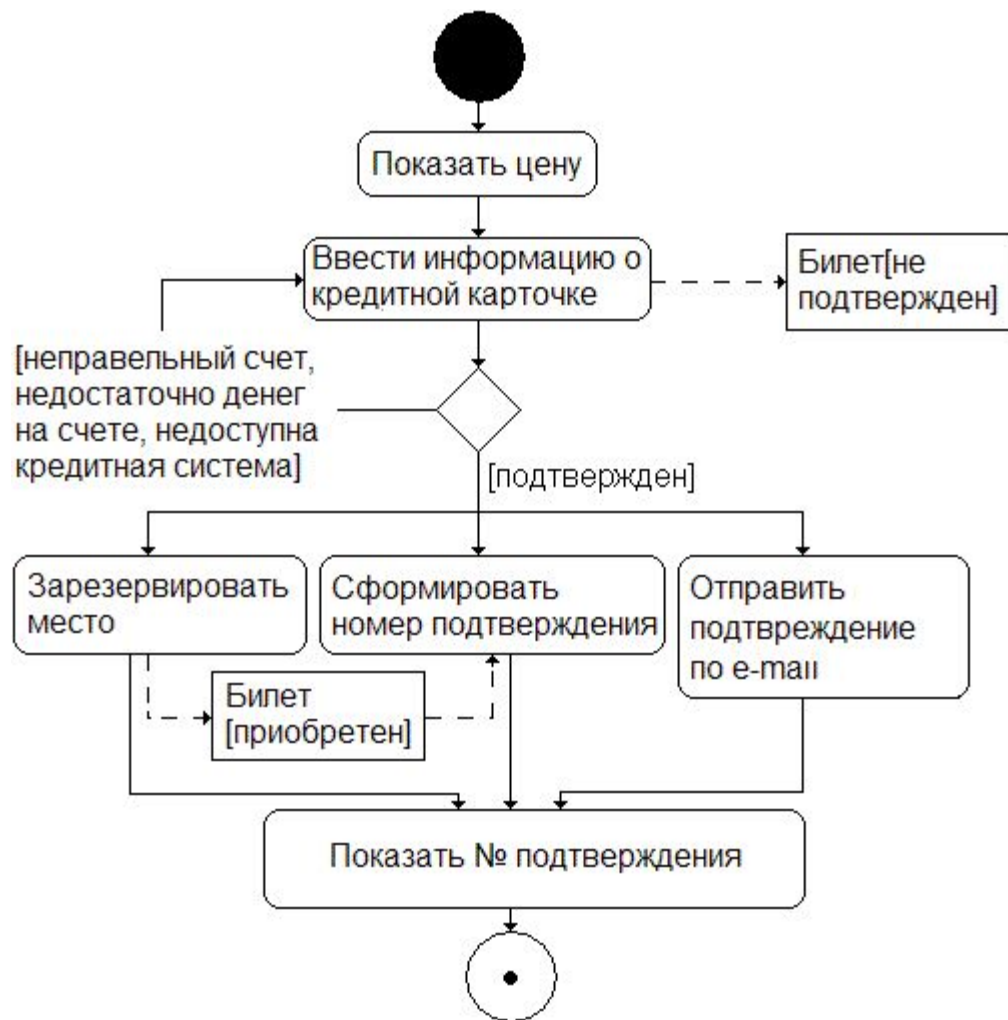 Показать цену
Ввести информацию о
кредитной карточке
Билет[не
подтвержден]
[неправельный счет,
недостаточно денег
на счете, недоступна
кредитная система]
[подтвержден]
Зарезервировать
место
Сформировать
номер подтверждения
Отправить
подтвреждение
по e-mail
Билет
[приобретен]
Показать № подтверждения